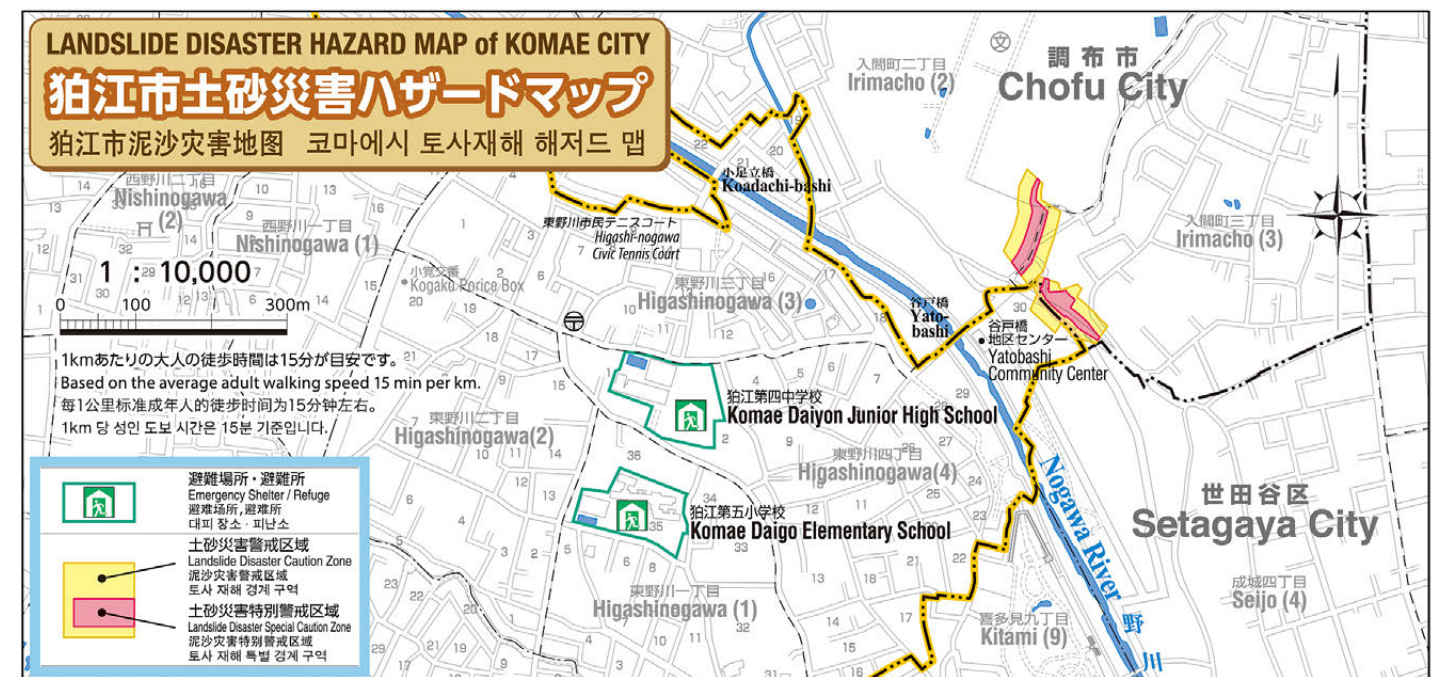 LANDSLIDE DISASTER HAZARD MAP of KOMAE CITY
狛江市土砂災害ハザードマップ
狛江市泥沙灾害地图 코마에시 토사재해 해저드 맵
調布市
Chofu City
入間町二丁目
Irimacho (2)
文
小足立橋
Koadachi-bashi
西野川二丁目
Nishinogawa
(2)
西野川一丁目
Nishinogawa (1)
東野川市民テニスコート
Higashi-nogawa
Civic Tennis Court
入間町三丁目
Irimacho (3)
1 : 10,000
0 100 300m
小覚交番
Kogaku Porice Box
東野川三丁目
Higashinogawa (3)
谷戸橋
Yato-
bashi
谷戸橋
地区センター
Yatobashi
Community Center
1kmあたりの大人の徒歩時間は15分が目安です。
Based on the average adult walking speed 15 min per km.
每1公里标准成年人的徒步时间为15分钟左右。
1km 당 성인 도보 시간은 15분 기준입니다.
狛江第四中学校
Komae Daiyon Junior High School
東野川二丁目
Higashinogawa(2)
東野川四丁目
Higashinogawa(4)
狛江第五小学校
Komae Daigo Elementary School
Nogawa River
野川
世田谷区
Setagaya City
成城四丁目
Seijo (4)
東野川一丁目
Higashinogawa (1)
喜多見九丁目
Kitami (9)
避難場所・避難所
Emergency Shelter / Refuge
避难场所,避难所
대피 장소 · 피난소
土砂災害警戒区域
Landslide Disaster Caution Zone
泥沙灾害警戒区域
토사 재해 경계 구역
土砂災害特別警戒区域
Landslide Disaster Special Caution Zone
泥沙灾害特别警戒区域
토사 재해 특별 경계 구역